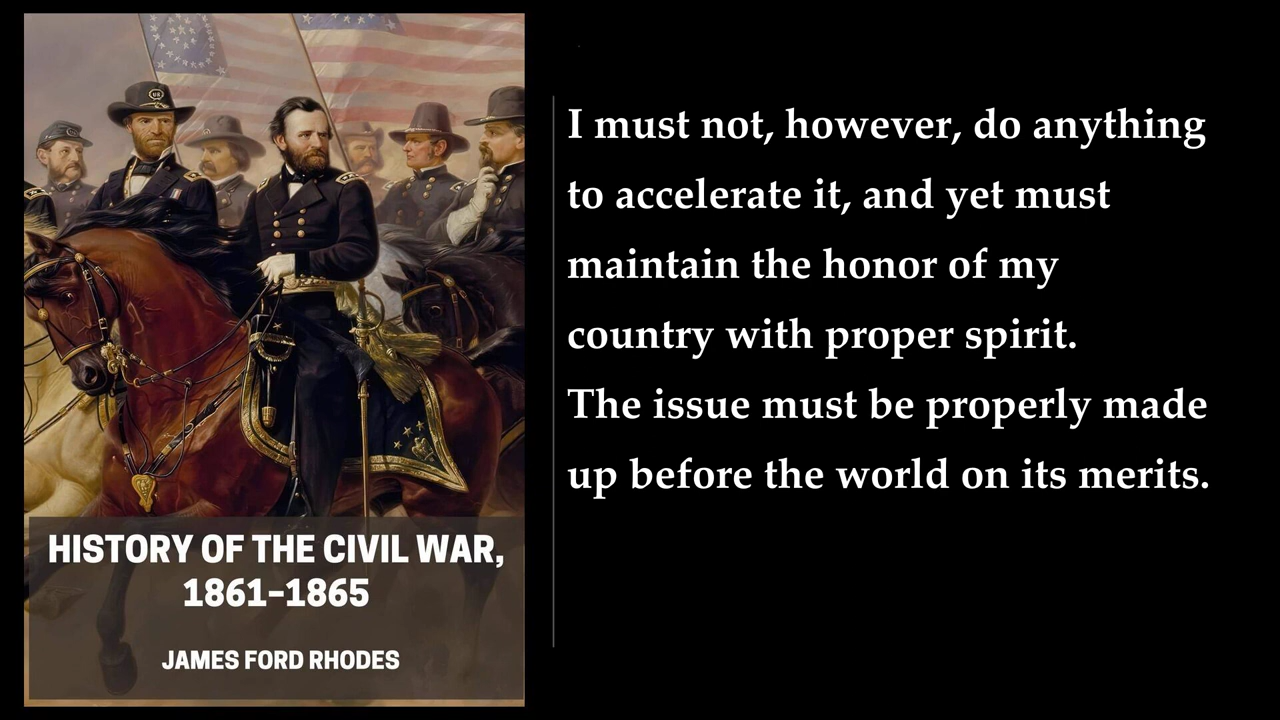 HISTORY OF THE CIVIL WAR,
1861–1865
JAMES FORD RHODES
I must not, however, do anything
to accelerate it, and yet must
maintain the honor of my
country with proper spirit.
The issue must be properly made
up before the world on its merits.